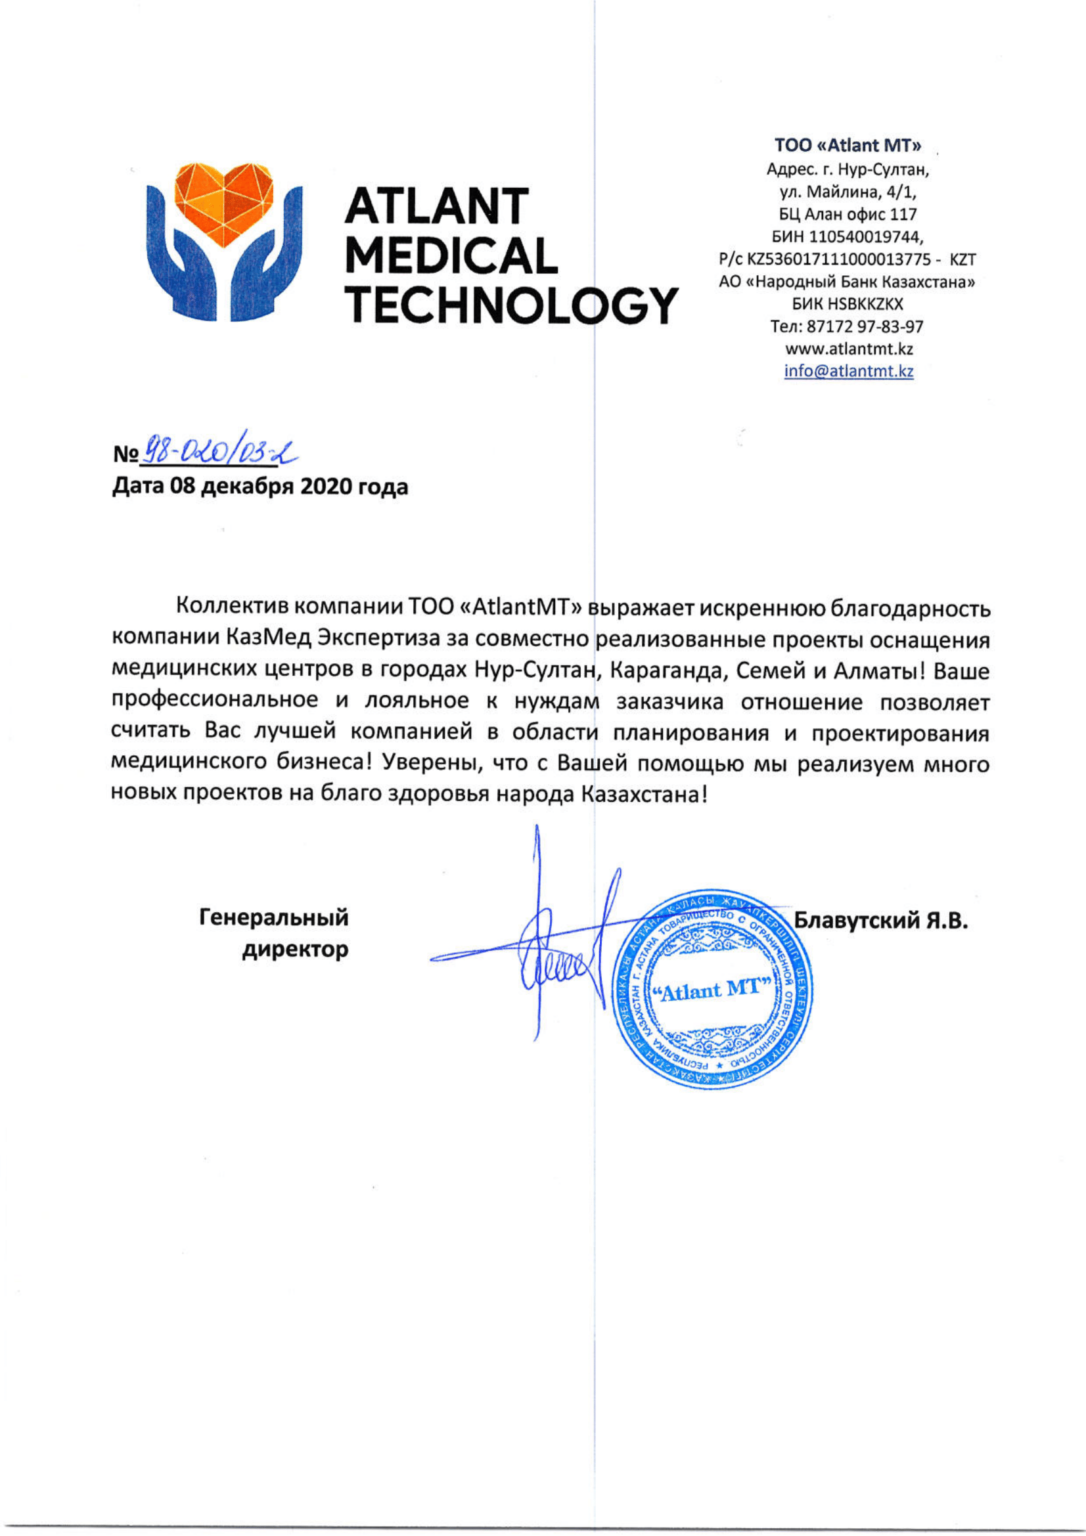 ATLANT
MEDICAL
TECHNOLOGY
ТОО «Atlant МТ»
Адрес. г. Нур-Султан,
ул. Майлина, 4/1,
БЦ Алан офис 117
БИН 110540019744,
Р/с KZ536017111000013775 - KZT
АО «Народный Банк Казахстана»
БИК HSBKKZKX
Тел: 87172 97-83-97
www.atlantmt.kz
info@atlantmt.kz
№ 98-020/03-2
Дата 08 декабря 2020 года
Коллектив компании ТОО «AtlantMT» выражает искреннюю благодарность
компании КазМед Экспертиза за совместно реализованные проекты оснащения
медицинских центров в городах Нур-Султан, Караганда, Семей и Алматы! Ваше
профессиональное и лояльное к нуждам заказчика отношение позволяет
считать Вас лучшей компанией в области планирования и проектирования
медицинского бизнеса! Уверены, что с Вашей помощью мы реализуем много
новых проектов на благо здоровья народа Казахстана!
Генеральный
директор
Блавутский Я.В.
ҚАЗАҚСТАН РЕСПУБЛИКАСЫ АСТАНА ҚАЛАСЫ ЖАУАПКЕРШІЛІГІ ШЕКТЕУЛІ СЕРІКТЕСТІГІ
РЕСПУБЛИКА КАЗАХСТАН Г. АСТАНА ТОВАРИЩЕСТВО С ОГРАНИЧЕННОЙ ОТВЕТСТВЕННОСТЬЮ
“Atlant MT”